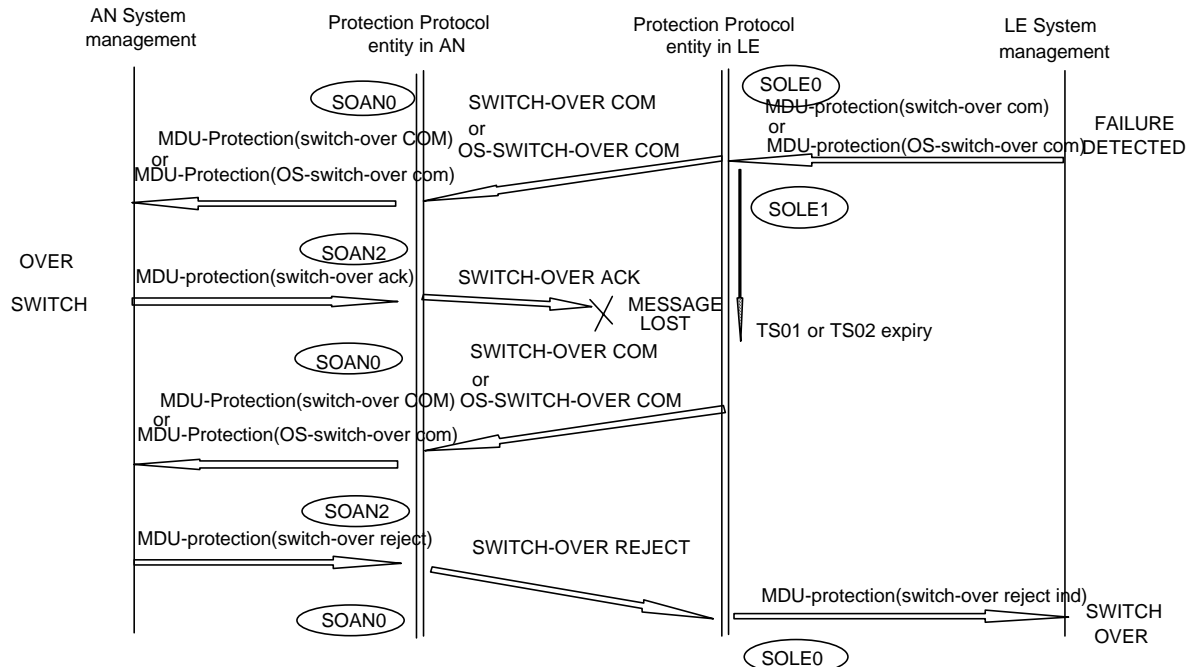 AN System
management
Protection Protocol
entity in AN
Protection Protocol
entity in LE
LE System
management
SOAN0
SWITCH-OVER COM
or
OS-SWITCH-OVER COM
SOLE0
MDU-protection(switch-over com)
or
MDU-protection(OS-switch-over com)
FAILURE
DETECTED
MDU-Protection(switch-over COM)
or
MDU-Protection(OS-switch-over com)
SOLE1
OVER
SWITCH
SOAN2
MDU-protection(switch-over ack)
SWITCH-OVER ACK
MESSAGE
LOST
TS01 or TS02 expiry
SOAN0
SWITCH-OVER COM
or
OS-SWITCH-OVER COM
MDU-Protection(switch-over COM)
or
MDU-Protection(OS-switch-over com)
SOAN2
MDU-protection(switch-over reject)
SWITCH-OVER REJECT
MDU-protection(switch-over reject ind)
SWITCH
OVER
SOAN0
SOLE0